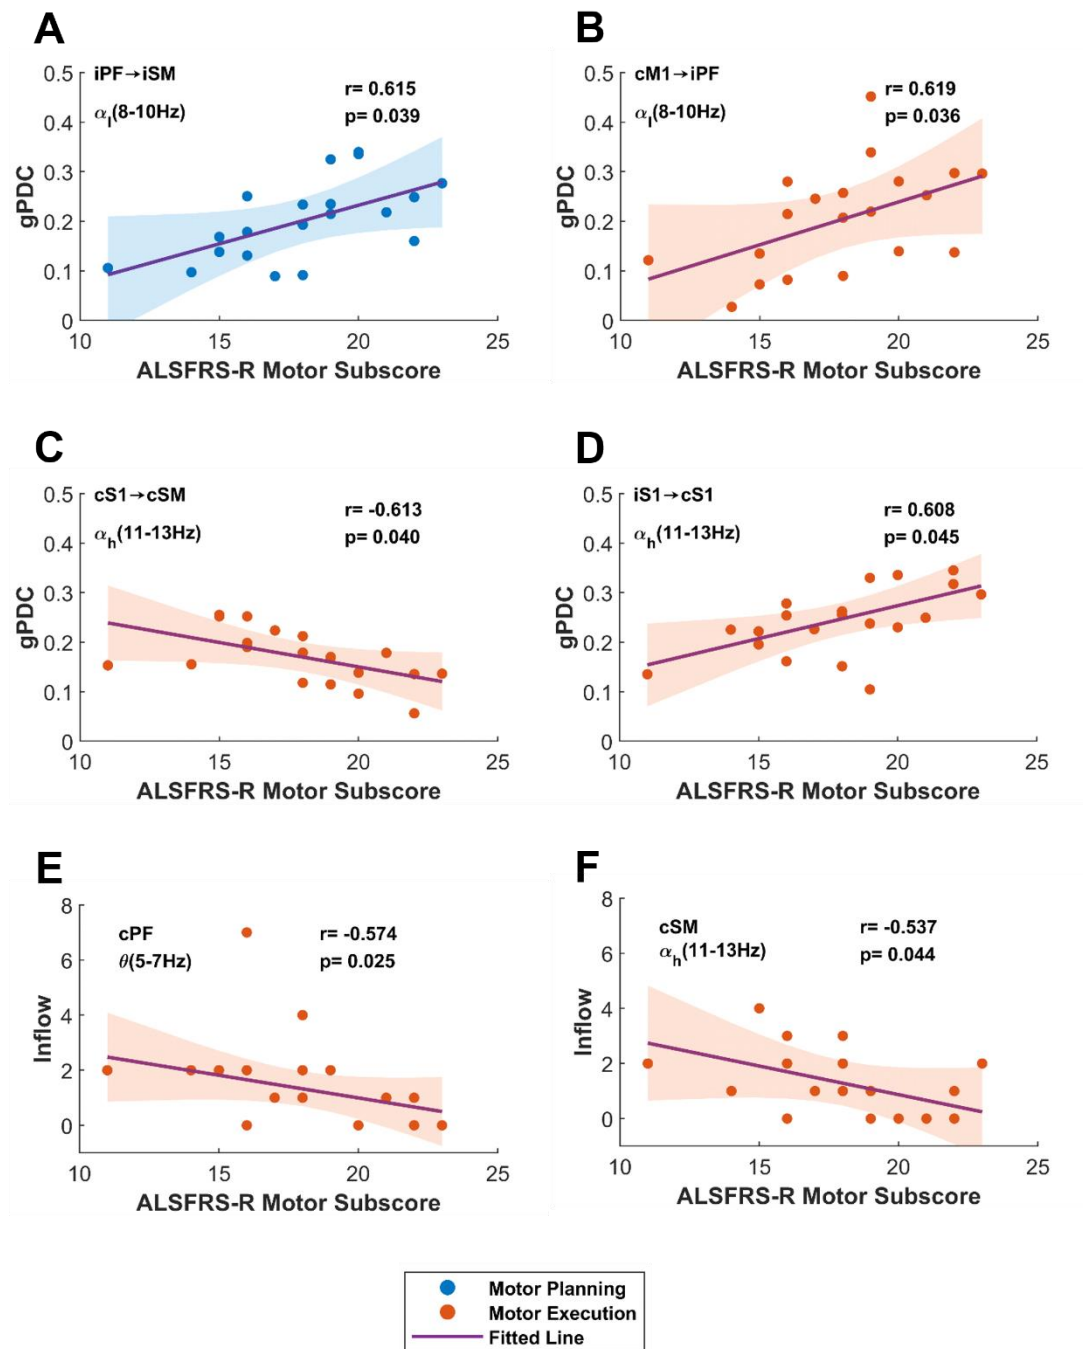 A
iPF→iSM
αl(8-10Hz)
r= 0.615
p= 0.039
0.5
0.4
0.3
0.2
0.1
0
gPDC
10 15 20 25
ALSFRS-R Motor Subscore
B
cM1→iPF
αl(8-10Hz)
r= 0.619
p= 0.036
0.5
0.4
0.3
0.2
0.1
0
gPDC
10 15 20 25
ALSFRS-R Motor Subscore
C
cS1→cSM
αh(11-13Hz)
r= -0.613
p= 0.040
0.5
0.4
0.3
0.2
0.1
0
gPDC
10 15 20 25
ALSFRS-R Motor Subscore
D
iS1→cS1
αh(11-13Hz)
r= 0.608
p= 0.045
0.5
0.4
0.3
0.2
0.1
0
gPDC
10 15 20 25
ALSFRS-R Motor Subscore
E
cPF
θ(5-7Hz)
r= -0.574
p= 0.025
8
6
4
2
0
Inflow
10 15 20 25
ALSFRS-R Motor Subscore
F
cSM
αh(11-13Hz)
r= -0.537
p= 0.044
8
6
4
2
0
Inflow
10 15 20 25
ALSFRS-R Motor Subscore
Motor Planning
Motor Execution
Fitted Line